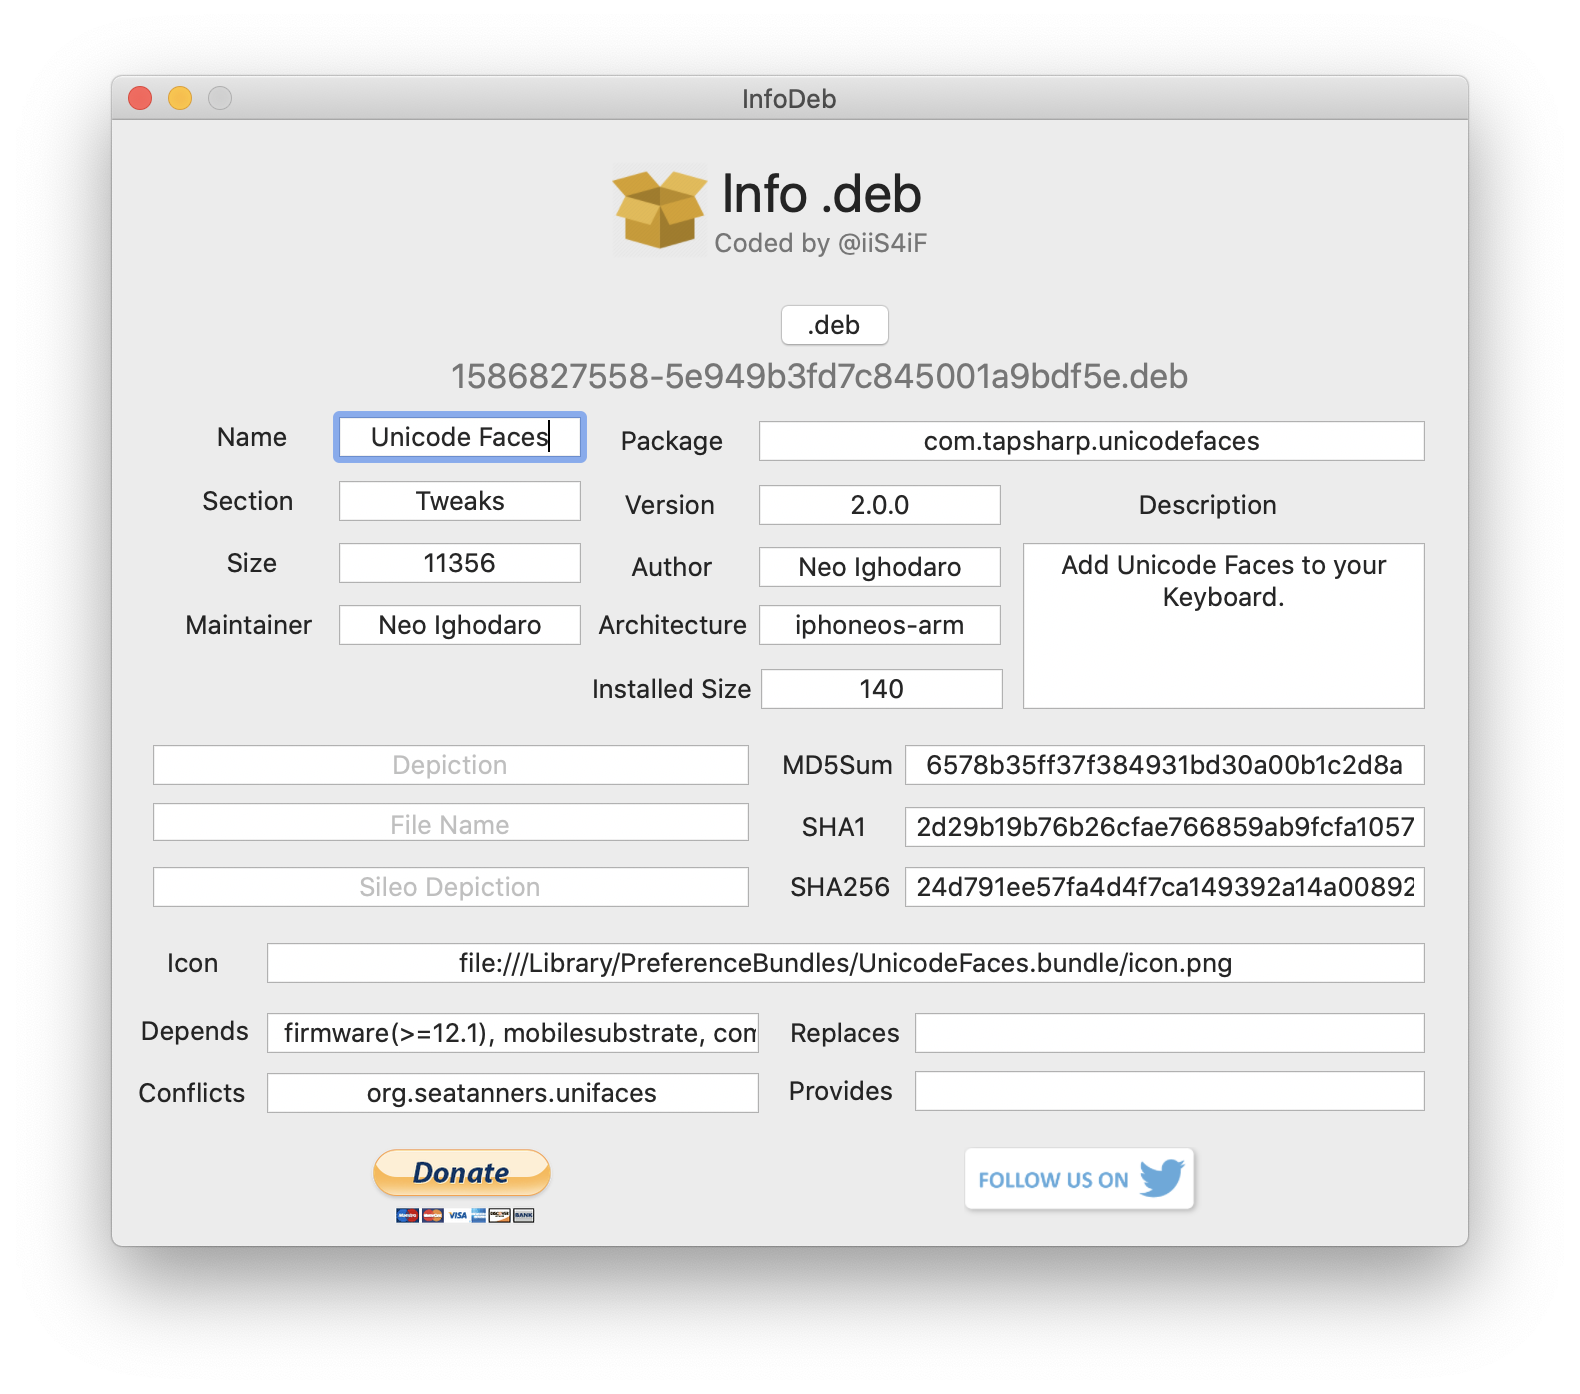 InfoDeb
Info .deb
Coded by @iiS4iF
.deb
1586827558-5e949b3fd7c845001a9bdf5e.deb
Name Unicode Faces Package com.tapsharp.unicodefaces
Section Tweaks Version 2.0.0 Description
Size 11356 Author Neo Ighodaro Add Unicode Faces to your
Keyboard.
Maintainer Neo Ighodaro Architecture iphoneos-arm
Installed Size 140
Depiction MD5Sum 6578b35ff37f384931bd30a00b1c2d8a
File Name SHA1 2d29b19b76b26cfae766859ab9fcfa1057
Sileo Depiction SHA256 24d791ee57fa4d4f7ca149392a14a00892
Icon file:///Library/PreferenceBundles/UnicodeFaces.bundle/icon.png
Depends firmware(>=12.1), mobilesubstrate, com Replaces
Conflicts org.seatanners.unifaces Provides
Donate
FOLLOW US ON
VISA
BANK